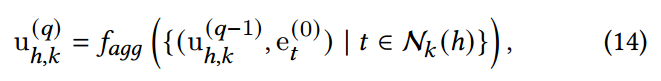 u_{h,k}^{(q)} = f_{agg} ( { ( u_{h,k}^{(q-1)}, e_t^{(0)} ) | t ∈ 𝒩_k(h) } ) , (14)